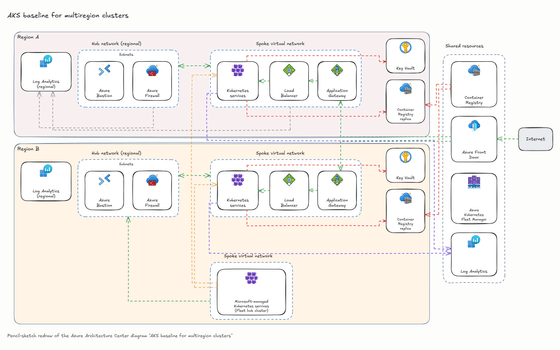 AKS baseline for multiregion clusters
Region A
Hub network (regional)
Spoke virtual network
Shared resources
Subnets
Log Analytics
(regional)
Azure
Bastion
Azure
Firewall
Kubernetes
services
Load
Balancer
Application
Gateway
Key Vault
Container
Registry
replica
Container
Registry
Azure Front
Door
Internet
Region B
Hub network (regional)
Spoke virtual network
Subnets
Log Analytics
(regional)
Azure
Bastion
Azure
Firewall
Kubernetes
services
Load
Balancer
Application
Gateway
Key Vault
Container
Registry
replica
Azure
Kubernetes
Fleet Manager
Log Analytics
Spoke virtual network
Microsoft-managed
Kubernetes services
(Fleet hub cluster)
Pencil-sketch redraw of the Azure Architecture Center diagram "AKS baseline for multiregion clusters"